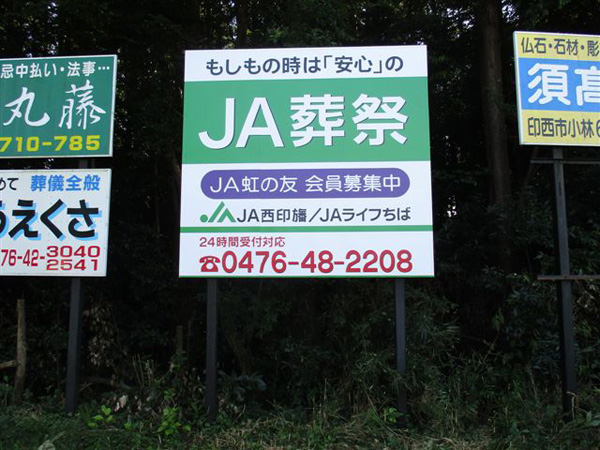 忌中払い・法事…
丸藤
710-785
めて 葬儀全般
うえくさ
76-42-3040
2541
もしもの時は「安心」の
JA葬祭
JA虹の友 会員募集中
JA西印旛/JAライフちば
24時間受付対応
☎0476-48-2208
仏石・石材・彫
須高
印西市小林6